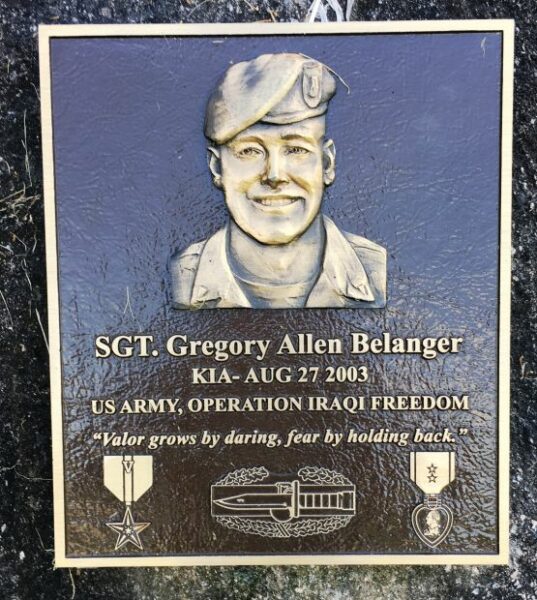 SGT. Gregory Allen Belanger
KIA- AUG 27 2003
US ARMY, OPERATION IRAQI FREEDOM
“Valor grows by daring, fear by holding back.”
V